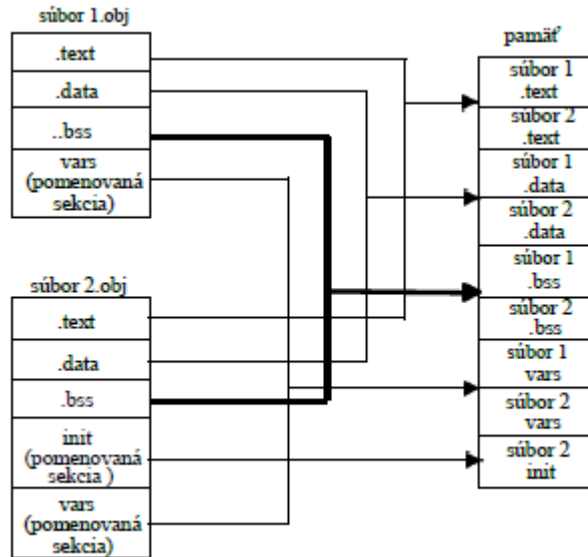 súbor 1.obj
.text
.data
..bss
vars
(pomenovaná
sekcia)
súbor 2.obj
.text
.data
.bss
init
(pomenovaná
sekcia )
vars
(pomenovaná
sekcia)
pamäť
súbor 1
.text
súbor 2
.text
súbor 1
.data
súbor 2
.data
súbor 1
.bss
súbor 2
.bss
súbor 1
vars
súbor 2
vars
súbor 2
init